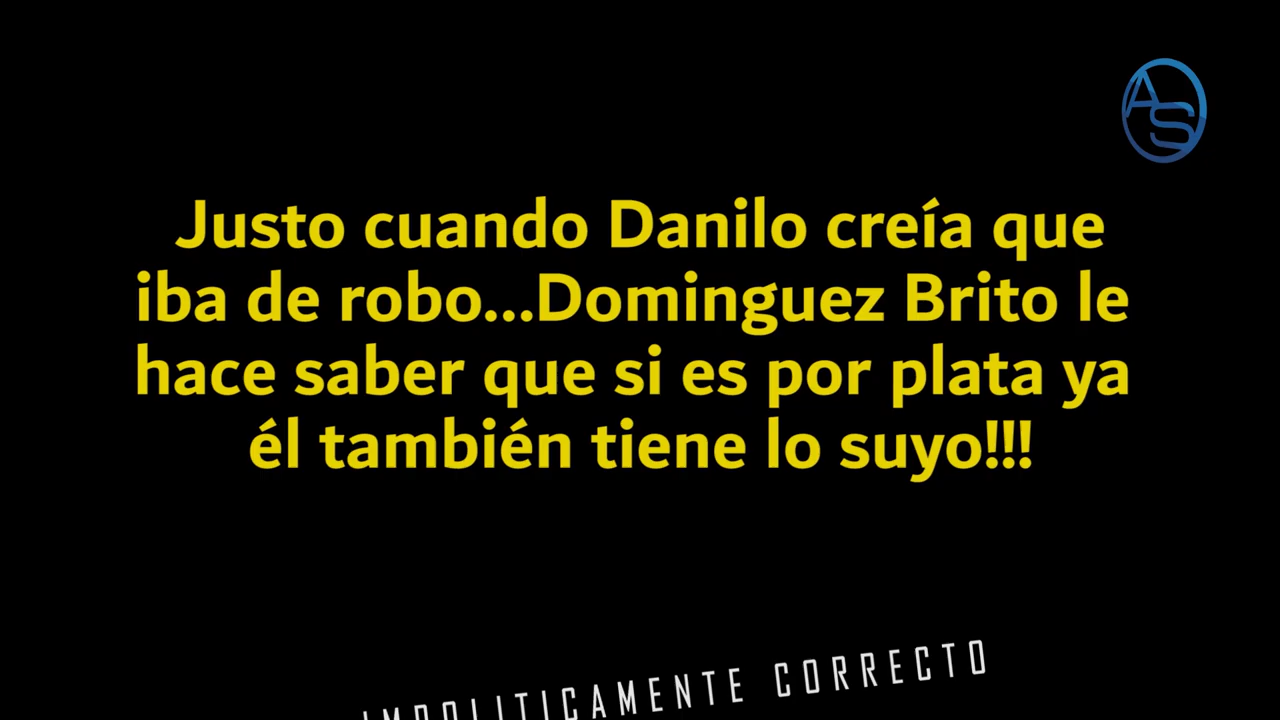 AS
Justo cuando Danilo creía que
iba de robo...Dominguez Brito le
hace saber que si es por plata ya
él también tiene lo suyo!!!
IMPOLITICAMENTE CORRECTO